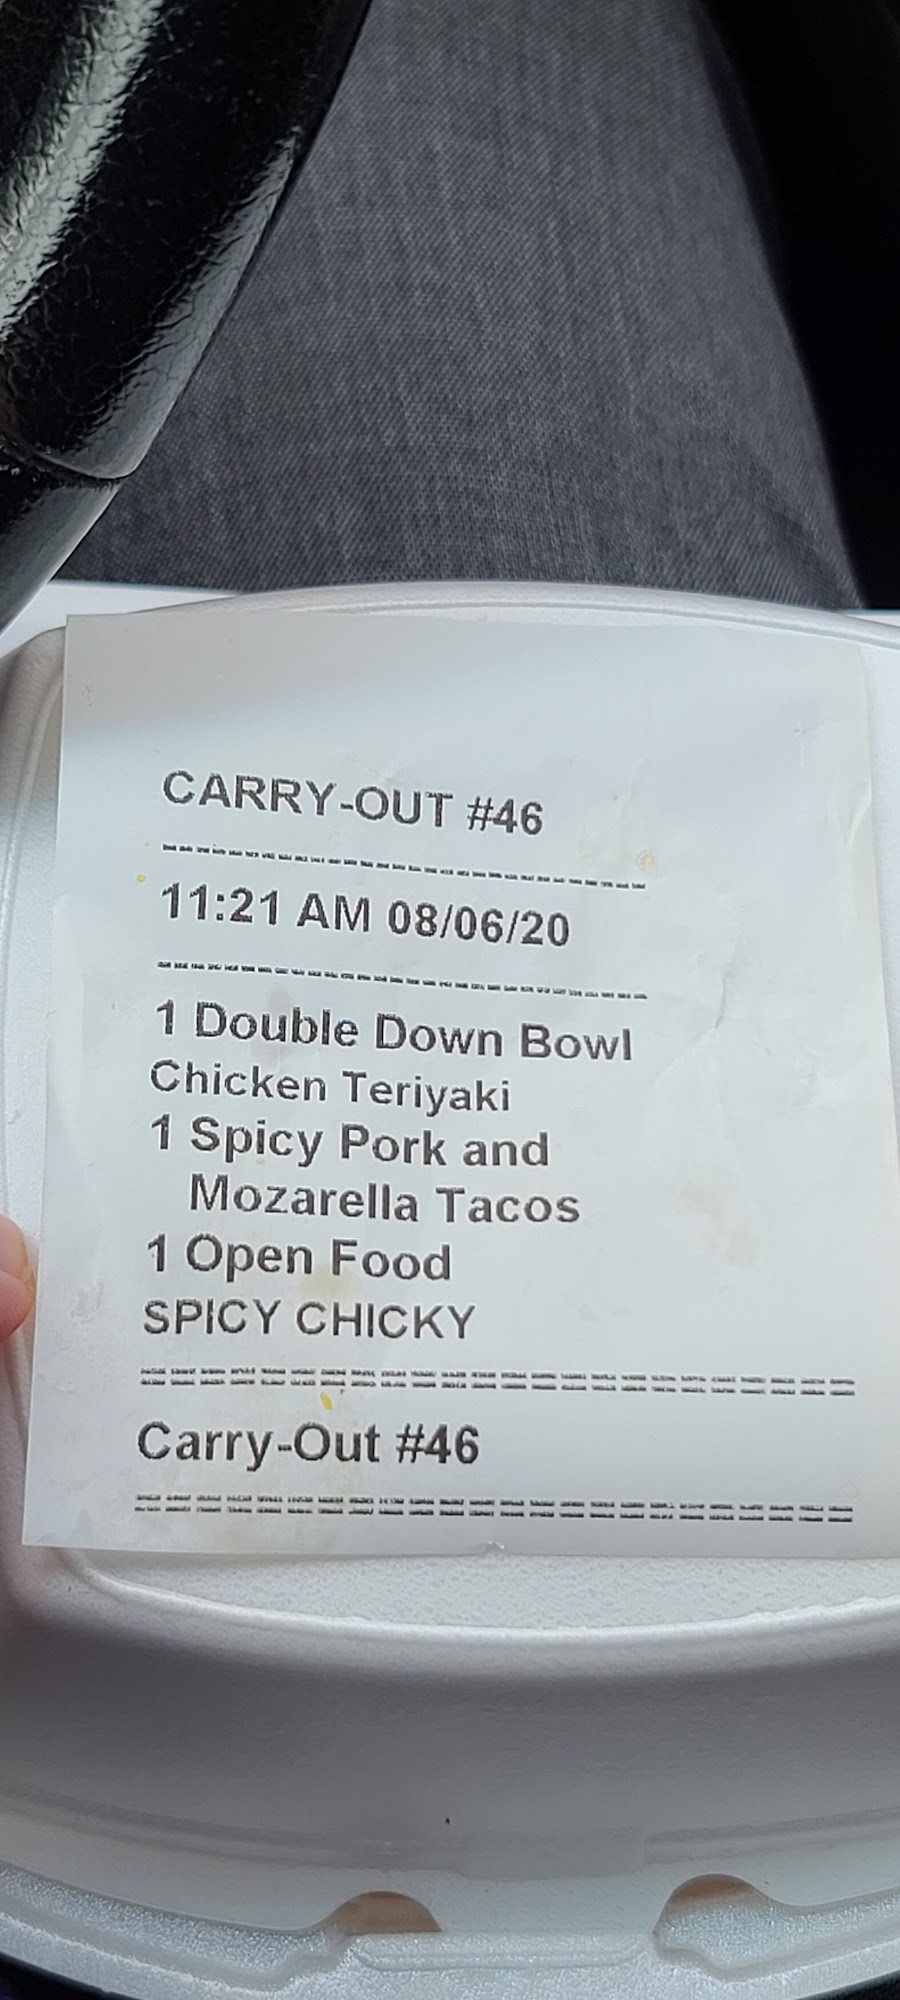 CARRY-OUT #46
11:21 AM 08/06/20
1 Double Down Bowl
Chicken Teriyaki
1 Spicy Pork and
Mozarella Tacos
1 Open Food
SPICY CHICKY
Carry-Out #46